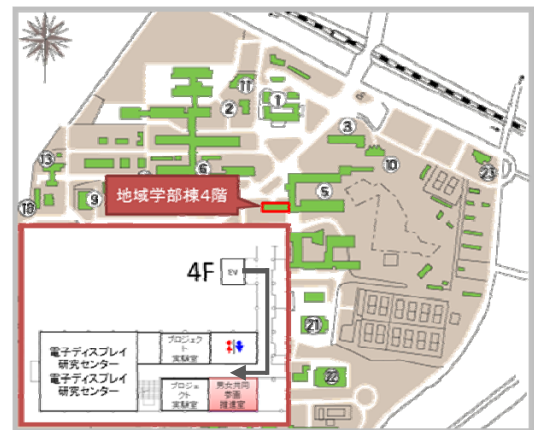 ⑪
②
①
③
⑩
⑬
⑥
㉓
⑱
⑨
地域学部棟4階
⑤
4F
EV
電子ディスプレイ
研究センター
電子ディスプレイ
研究センター
プロジェク
ト
実験室
プロジェ
クト
実験室
男女共同
参画
推進室
㉑
㉒